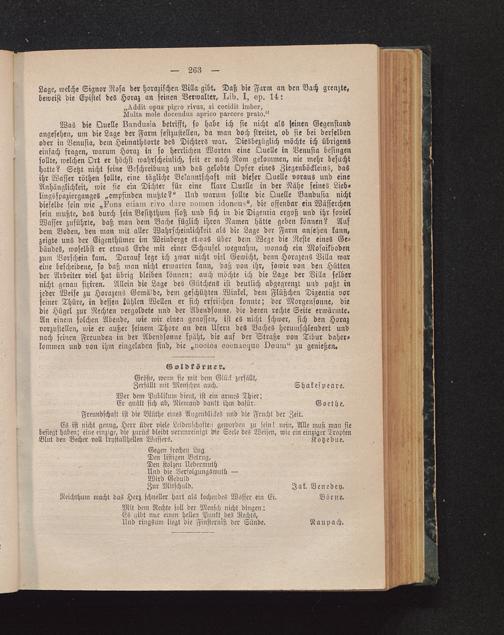 — 263 —
Lage, welche Signor Rosa der horazischen Villa gibt. Daß die Farm an den Bach grenzte,
beweist die Epistel des Horaz an seinen Verwalter, Lib. I, ep. 14:
„Addit opus pigro rivus, si decidit imber,
Multa mole docendus aprico parcere prato.“
Was die Quelle Bandusia betrifft, so habe ich sie nicht als seinen Gegenstand
angesehen, um die Lage der Farm festzustellen, da man doch streitet, ob sie bei derselben
oder in Venusia, dem Heimathsorte des Dichters war. Diesbezüglich möchte ich übrigens
einfach fragen, warum Horaz in so herrlichen Worten eine Quelle in Venusia besingen
sollte, welchen Ort er höchst wahrscheinlich, seit er nach Rom gekommen, nie mehr besucht
hatte? Setzt nicht seine Beschreibung und das gelobte Opfer eines Ziegenböckleins, das
ihr Wasser röthen sollte, eine tägliche Bekanntschaft mit dieser Quelle voraus und eine
Anhänglichkeit, wie sie ein Dichter für eine klare Quelle in der Nähe seines Lieb-
lingsspazierganges „empfinden mußte?“ Und warum sollte die Quelle Bandusia nicht
dieselbe sein wie „Fons etiam rivo dare nomen idoneus“, die offenbar ein Wässerchen
sein mußte, das durch sein Besitzthum floß und sich in die Digentia ergoß und ihr soviel
Wasser zuführte, daß man dem Bache füglich ihren Namen hätte geben können? Auf
dem Boden, den man mit aller Wahrscheinlichkeit als die Lage der Farm ansehen kann,
zeigte uns der Eigenthümer im Weinberge etwas über dem Wege die Reste eines Ge-
bäudes, woselbst er etwas Erde mit einer Schaufel wegnahm, wonach ein Mosaikboden
zum Vorschein kam. Darauf lege ich zwar nicht viel Gewicht, denn Horazens Villa war
eine bescheidene, so daß man nicht erwarten kann, daß von ihr, sowie von den Hütten
der Arbeiter viel hat übrig bleiben können; auch möchte ich die Lage der Villa selber
nicht genau fixiren. Allein die Lage des Gütchens ist deutlich abgegrenzt und paßt in
jeder Weise zu Horazens Gemälde, dem geschützten Winkel, dem Flüßchen Digentia vor
seiner Thüre, in dessen kühlen Wellen er sich erfrischen konnte; der Morgensonne, die
die Hügel zur Rechten vergoldete und der Abendsonne, die deren rechte Seite erwärmte.
An einem solchen Abende, wie wir einen genossen, ist es nicht schwer, sich den Horaz
vorzustellen, wie er außer seinem Thore an den Ufern des Baches herumschlendert und
nach seinen Freunden in der Abendsonne späht, die auf der Straße von Tibur daher-
kommen und von ihm eingeladen sind, die „noctes coenaeque Deum“ zu genießen.
Goldkörner.
Größe, wenn sie mit dem Glück zerfällt,
Zerfällt mit Menschen auch. Shakespeare.
Wer dem Publikum dient, ist ein armes Thier;
Er quält sich ab, Niemand dankt ihm dafür. Goethe.
Freundschaft ist die Blüthe eines Augenblickes und die Frucht der Zeit.
Es ist nicht genug, Herr über viele Leidenschaften geworden zu sein! nein, Alle muß man sie
besiegt haben; eine einzige, die zurück bleibt verunreinigt die Seele des Weisen, wie ein einziger Tropfen
Blut den Becher voll krystallhellen Wassers. Kotzebue.
Gegen frechen Lug
Den listigen Betrug,
Den stolzen Uebermuth
Und die Verfolgungswuth —
Wird Geduld
Zur Mitschuld. Jak. Venedey.
Reichthum macht das Herz schneller hart als kochendes Wasser ein Ei. Börne.
Mit dem Rechte soll der Mensch nicht dingen:
Es gibt nur einen hellen Punkt des Rechts,
Und ringsum liegt die Finsterniß der Sünde. Raupach.